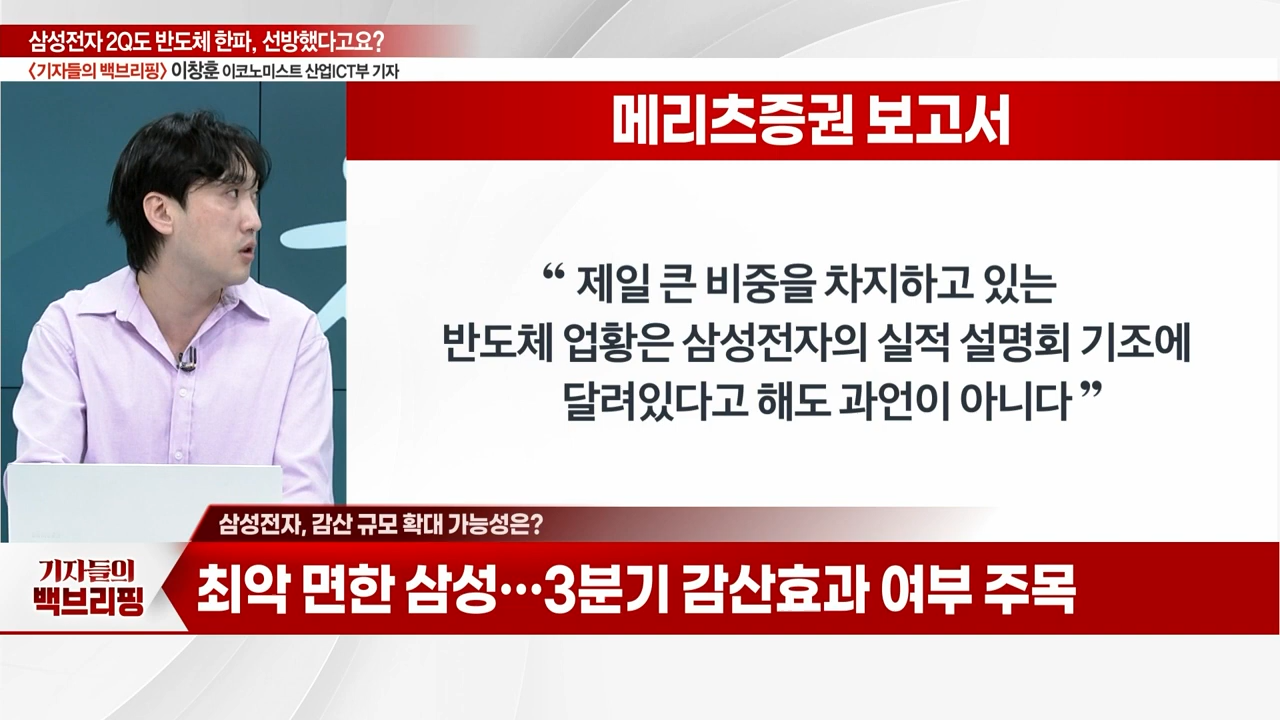 삼성전자 2Q도 반도체 한파, 선방했다고요?
<기자들의 백브리핑> 이창훈 이코노미스트 산업ICT부 기자
메리츠증권 보고서
“ 제일 큰 비중을 차지하고 있는
반도체 업황은 삼성전자의 실적 설명회 기조에
달려있다고 해도 과언이 아니다 ”
삼성전자, 감산 규모 확대 가능성은?
기자들의
백브리핑
최악 면한 삼성…3분기 감산효과 여부 주목